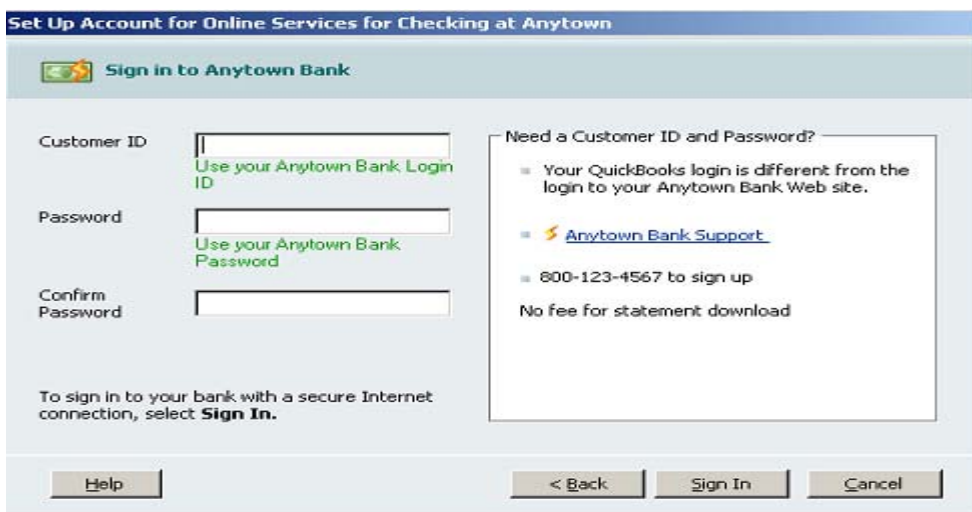 Set Up Account for Online Services for Checking at Anytown
Sign in to Anytown Bank
Customer ID
Use your Anytown Bank Login
ID
Password
Use your Anytown Bank
Password
Confirm
Password
To sign in to your bank with a secure Internet
connection, select Sign In.
Need a Customer ID and Password?
Your QuickBooks login is different from the
login to your Anytown Bank Web site.
Anytown Bank Support
800-123-4567 to sign up
No fee for statement download
Help
< Back
Sign In
Cancel